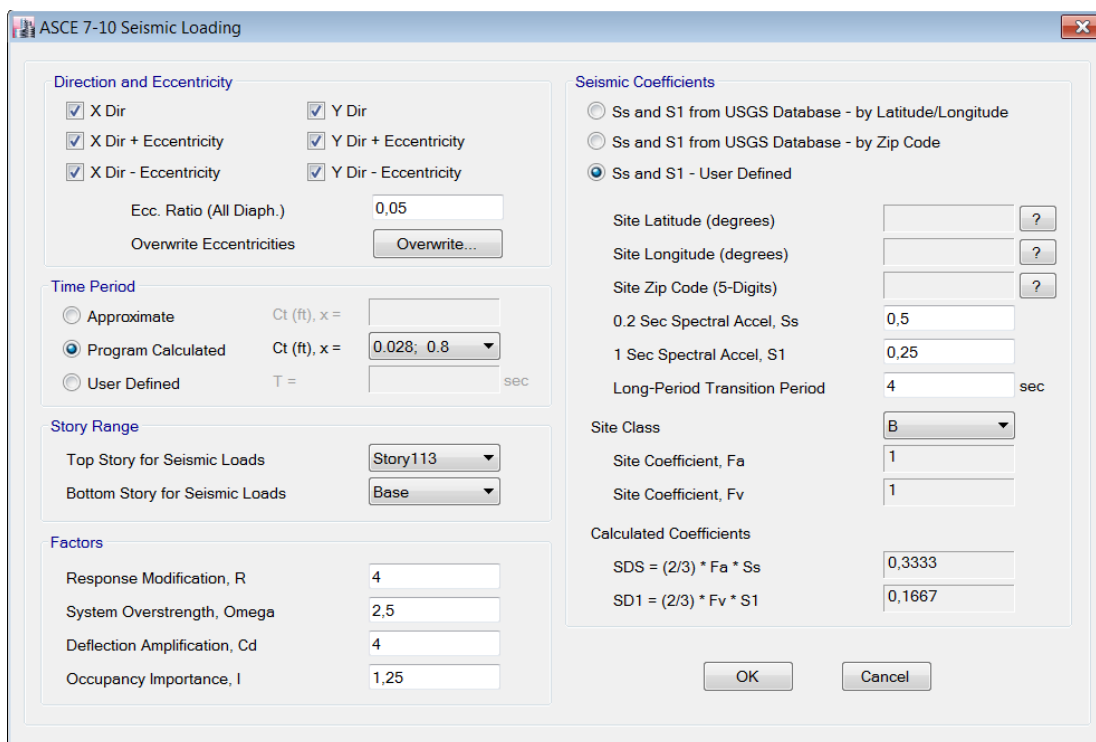 ASCE 7-10 Seismic Loading
Direction and Eccentricity
X Dir
Y Dir
X Dir + Eccentricity
Y Dir + Eccentricity
X Dir - Eccentricity
Y Dir - Eccentricity
Ecc. Ratio (All Diaph.)
0,05
Overwrite Eccentricities
Overwrite...
Time Period
Approximate
Ct (ft), x =
Program Calculated
Ct (ft), x =
0.028; 0.8
User Defined
T =
sec
Story Range
Top Story for Seismic Loads
Story113
Bottom Story for Seismic Loads
Base
Factors
Response Modification, R
4
System Overstrength, Omega
2,5
Deflection Amplification, Cd
4
Occupancy Importance, I
1,25
Seismic Coefficients
Ss and S1 from USGS Database - by Latitude/Longitude
Ss and S1 from USGS Database - by Zip Code
Ss and S1 - User Defined
Site Latitude (degrees)
?
Site Longitude (degrees)
?
Site Zip Code (5-Digits)
?
0.2 Sec Spectral Accel, Ss
0,5
1 Sec Spectral Accel, S1
0,25
Long-Period Transition Period
4
sec
Site Class
B
Site Coefficient, Fa
1
Site Coefficient, Fv
1
Calculated Coefficients
SDS = (2/3) * Fa * Ss
0,3333
SD1 = (2/3) * Fv * S1
0,1667
OK
Cancel